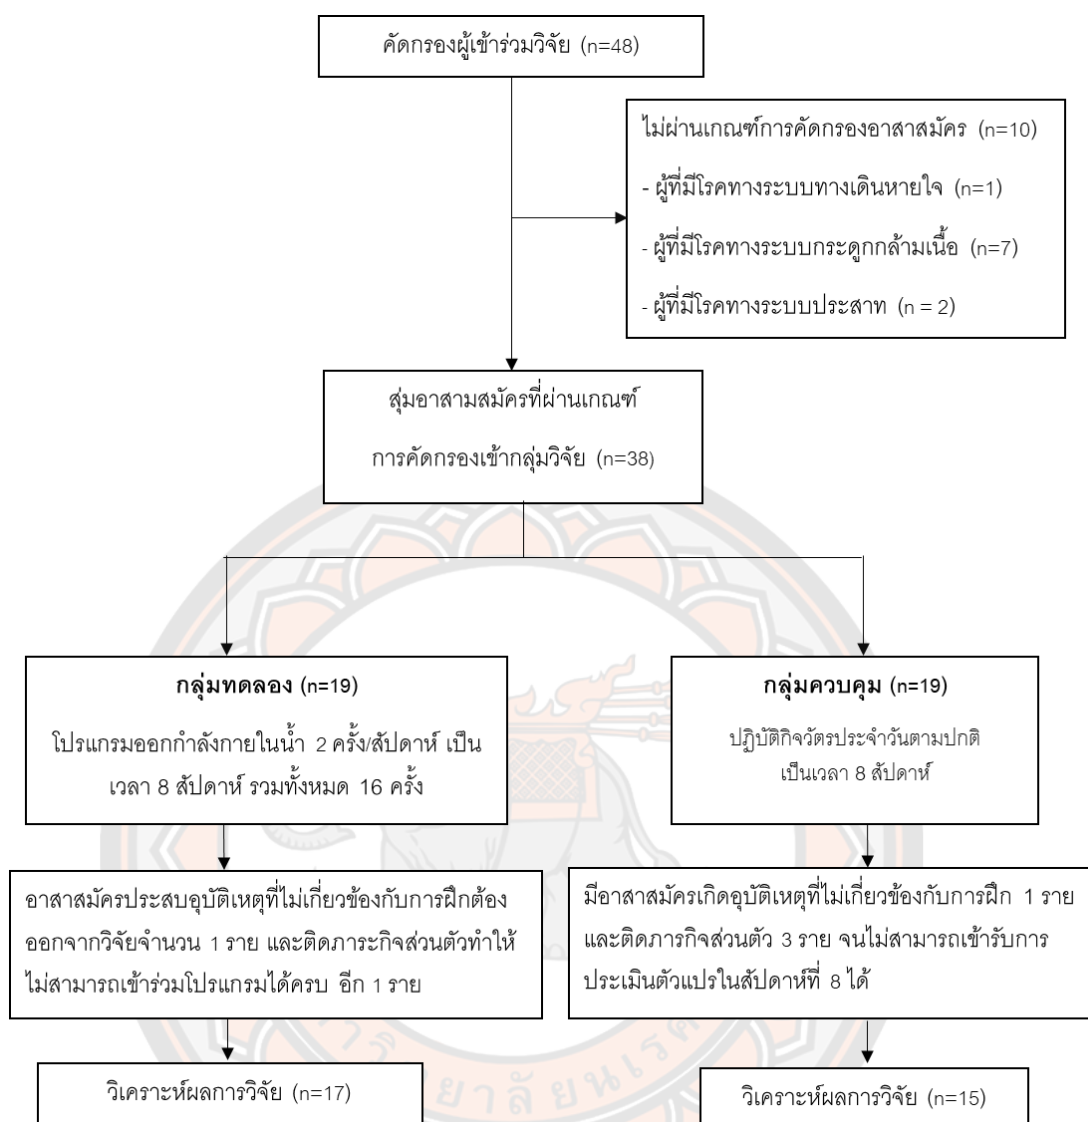 คัดกรองผู้เข้าร่วมวิจัย (n=48)
ไม่ผ่านเกณฑ์การคัดกรองอาสาสมัคร (n=10)
- ผู้ที่มีโรคทางระบบทางเดินหายใจ (n=1)
- ผู้ที่มีโรคทางระบบกระดูกกล้ามเนื้อ (n=7)
- ผู้ที่มีโรคทางระบบประสาท (n = 2)
สุ่มอาสามสมัครที่ผ่านเกณฑ์
การคัดกรองเข้ากลุ่มวิจัย (n=38)
กลุ่มทดลอง (n=19)
โปรแกรมออกกำลังกายในน้ำ 2 ครั้ง/สัปดาห์ เป็น
เวลา 8 สัปดาห์ รวมทั้งหมด 16 ครั้ง
กลุ่มควบคุม (n=19)
ปฏิบัติกิจวัตรประจำวันตามปกติ
เป็นเวลา 8 สัปดาห์
อาสาสมัครประสบอุบัติเหตุที่ไม่เกี่ยวข้องกับการฝึกต้อง
ออกจากวิจัยจำนวน 1 ราย และติดภาระกิจส่วนตัวทำให้
ไม่สามารถเข้าร่วมโปรแกรมได้ครบ อีก 1 ราย
มีอาสาสมัครเกิดอุบัติเหตุที่ไม่เกี่ยวข้องกับการฝึก 1 ราย
และติดภารกิจส่วนตัว 3 ราย จนไม่สามารถเข้ารับการ
ประเมินตัวแปรในสัปดาห์ที่ 8 ได้
วิเคราะห์ผลการวิจัย (n=17)
วิเคราะห์ผลการวิจัย (n=15)